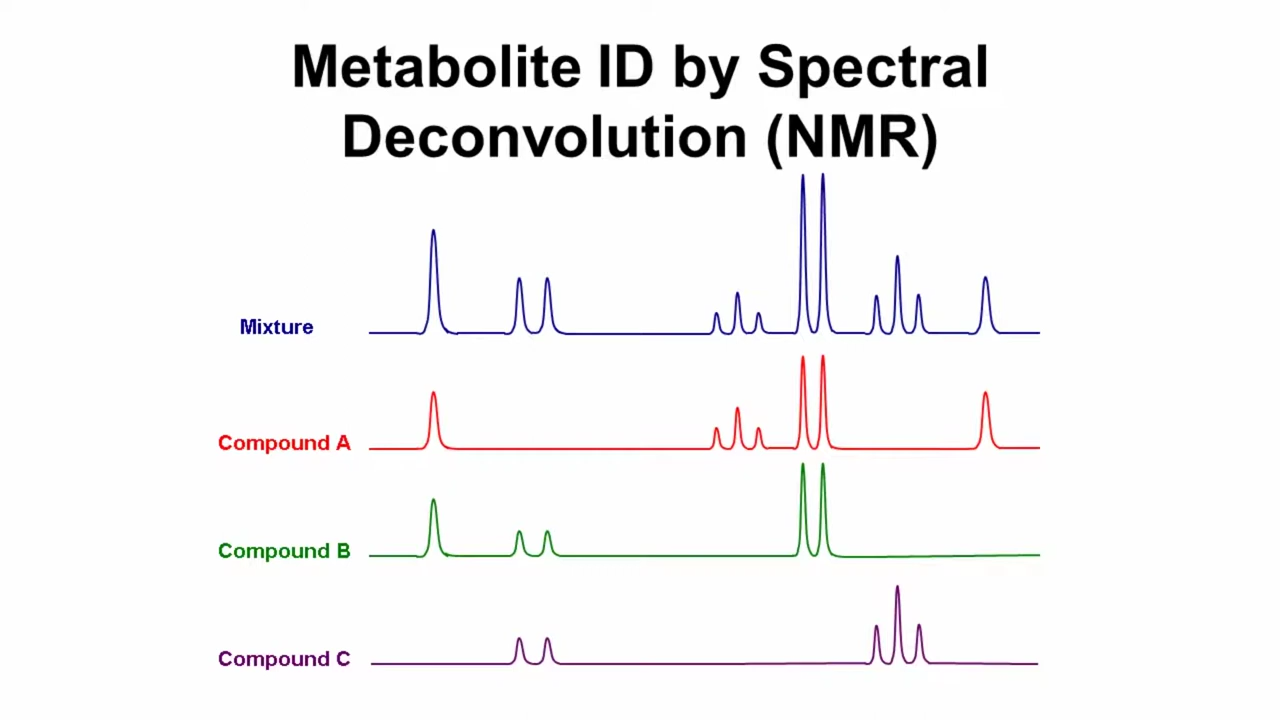 Metabolite ID by Spectral
Deconvolution (NMR)
Mixture
Compound A
Compound B
Compound C